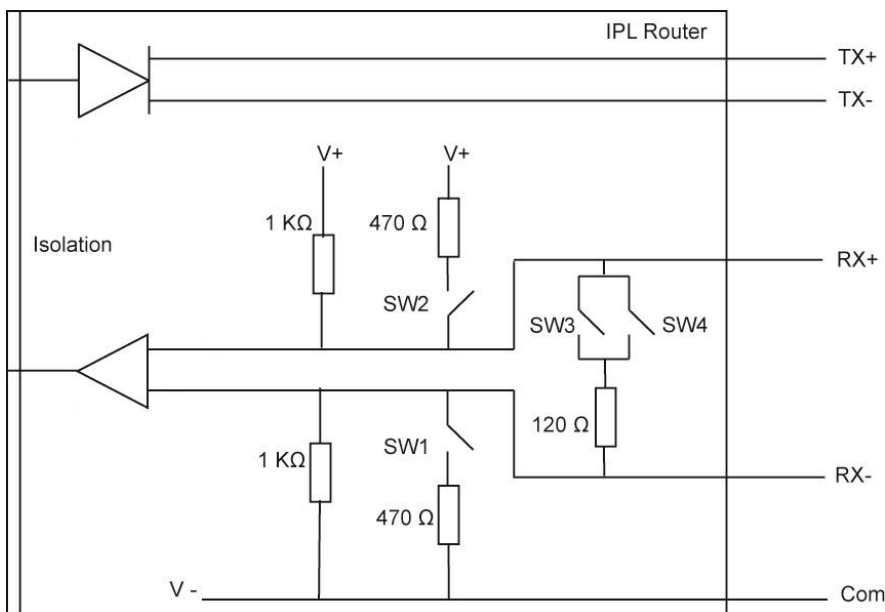 IPL Router
TX+
TX-
V+
V+
1 KΩ
470 Ω
Isolation
RX+
SW2
SW3
SW4
120 Ω
SW1
1 KΩ
RX-
470 Ω
V -
Com